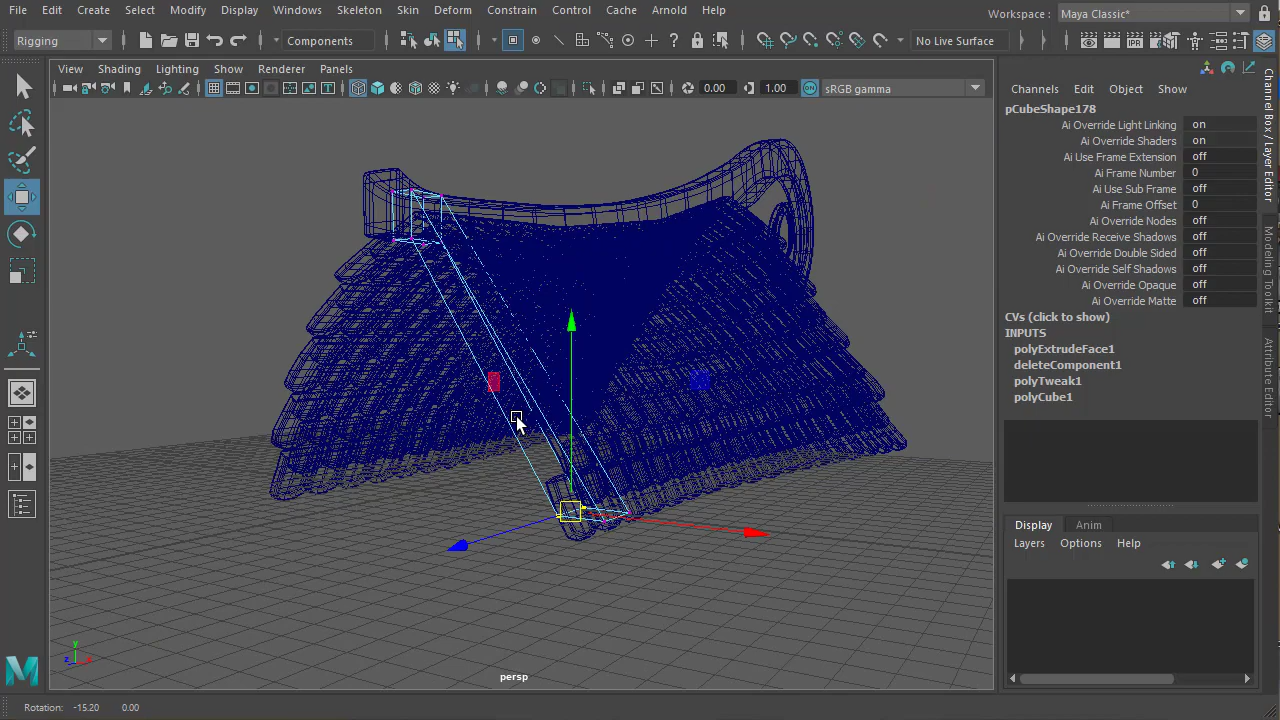 File Edit Create Select Modify Display Windows Skeleton Skin Deform Constrain Control Cache Arnold Help
Workspace : Maya Classic*
Rigging Components No Live Surface
View Shading Lighting Show Renderer Panels
0.00 1.00 sRGB gamma
ON
IPR
persp
y
z x
M
Rotation: -15.20 0.00
Channels Edit Object Show
pCubeShape178
Ai Override Light Linking on
Ai Override Shaders on
Ai Use Frame Extension off
Ai Frame Number 0
Ai Use Sub Frame off
Ai Frame Offset 0
Ai Override Nodes off
Ai Override Receive Shadows off
Ai Override Double Sided off
Ai Override Self Shadows off
Ai Override Opaque off
Ai Override Matte off
CVs (click to show)
INPUTS
polyExtrudeFace1
deleteComponent1
polyTweak1
polyCube1
Display Anim
Layers Options Help
Channel Box / Layer Editor
Modeling Toolkit
Attribute Editor